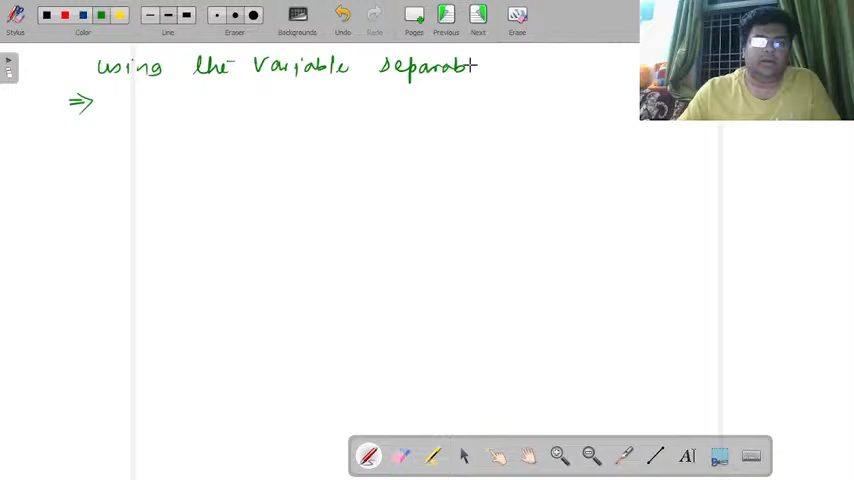 Stylus Color Line Eraser Backgrounds Undo Redo Pages Previous Next Erase
using the variable separab
⇒